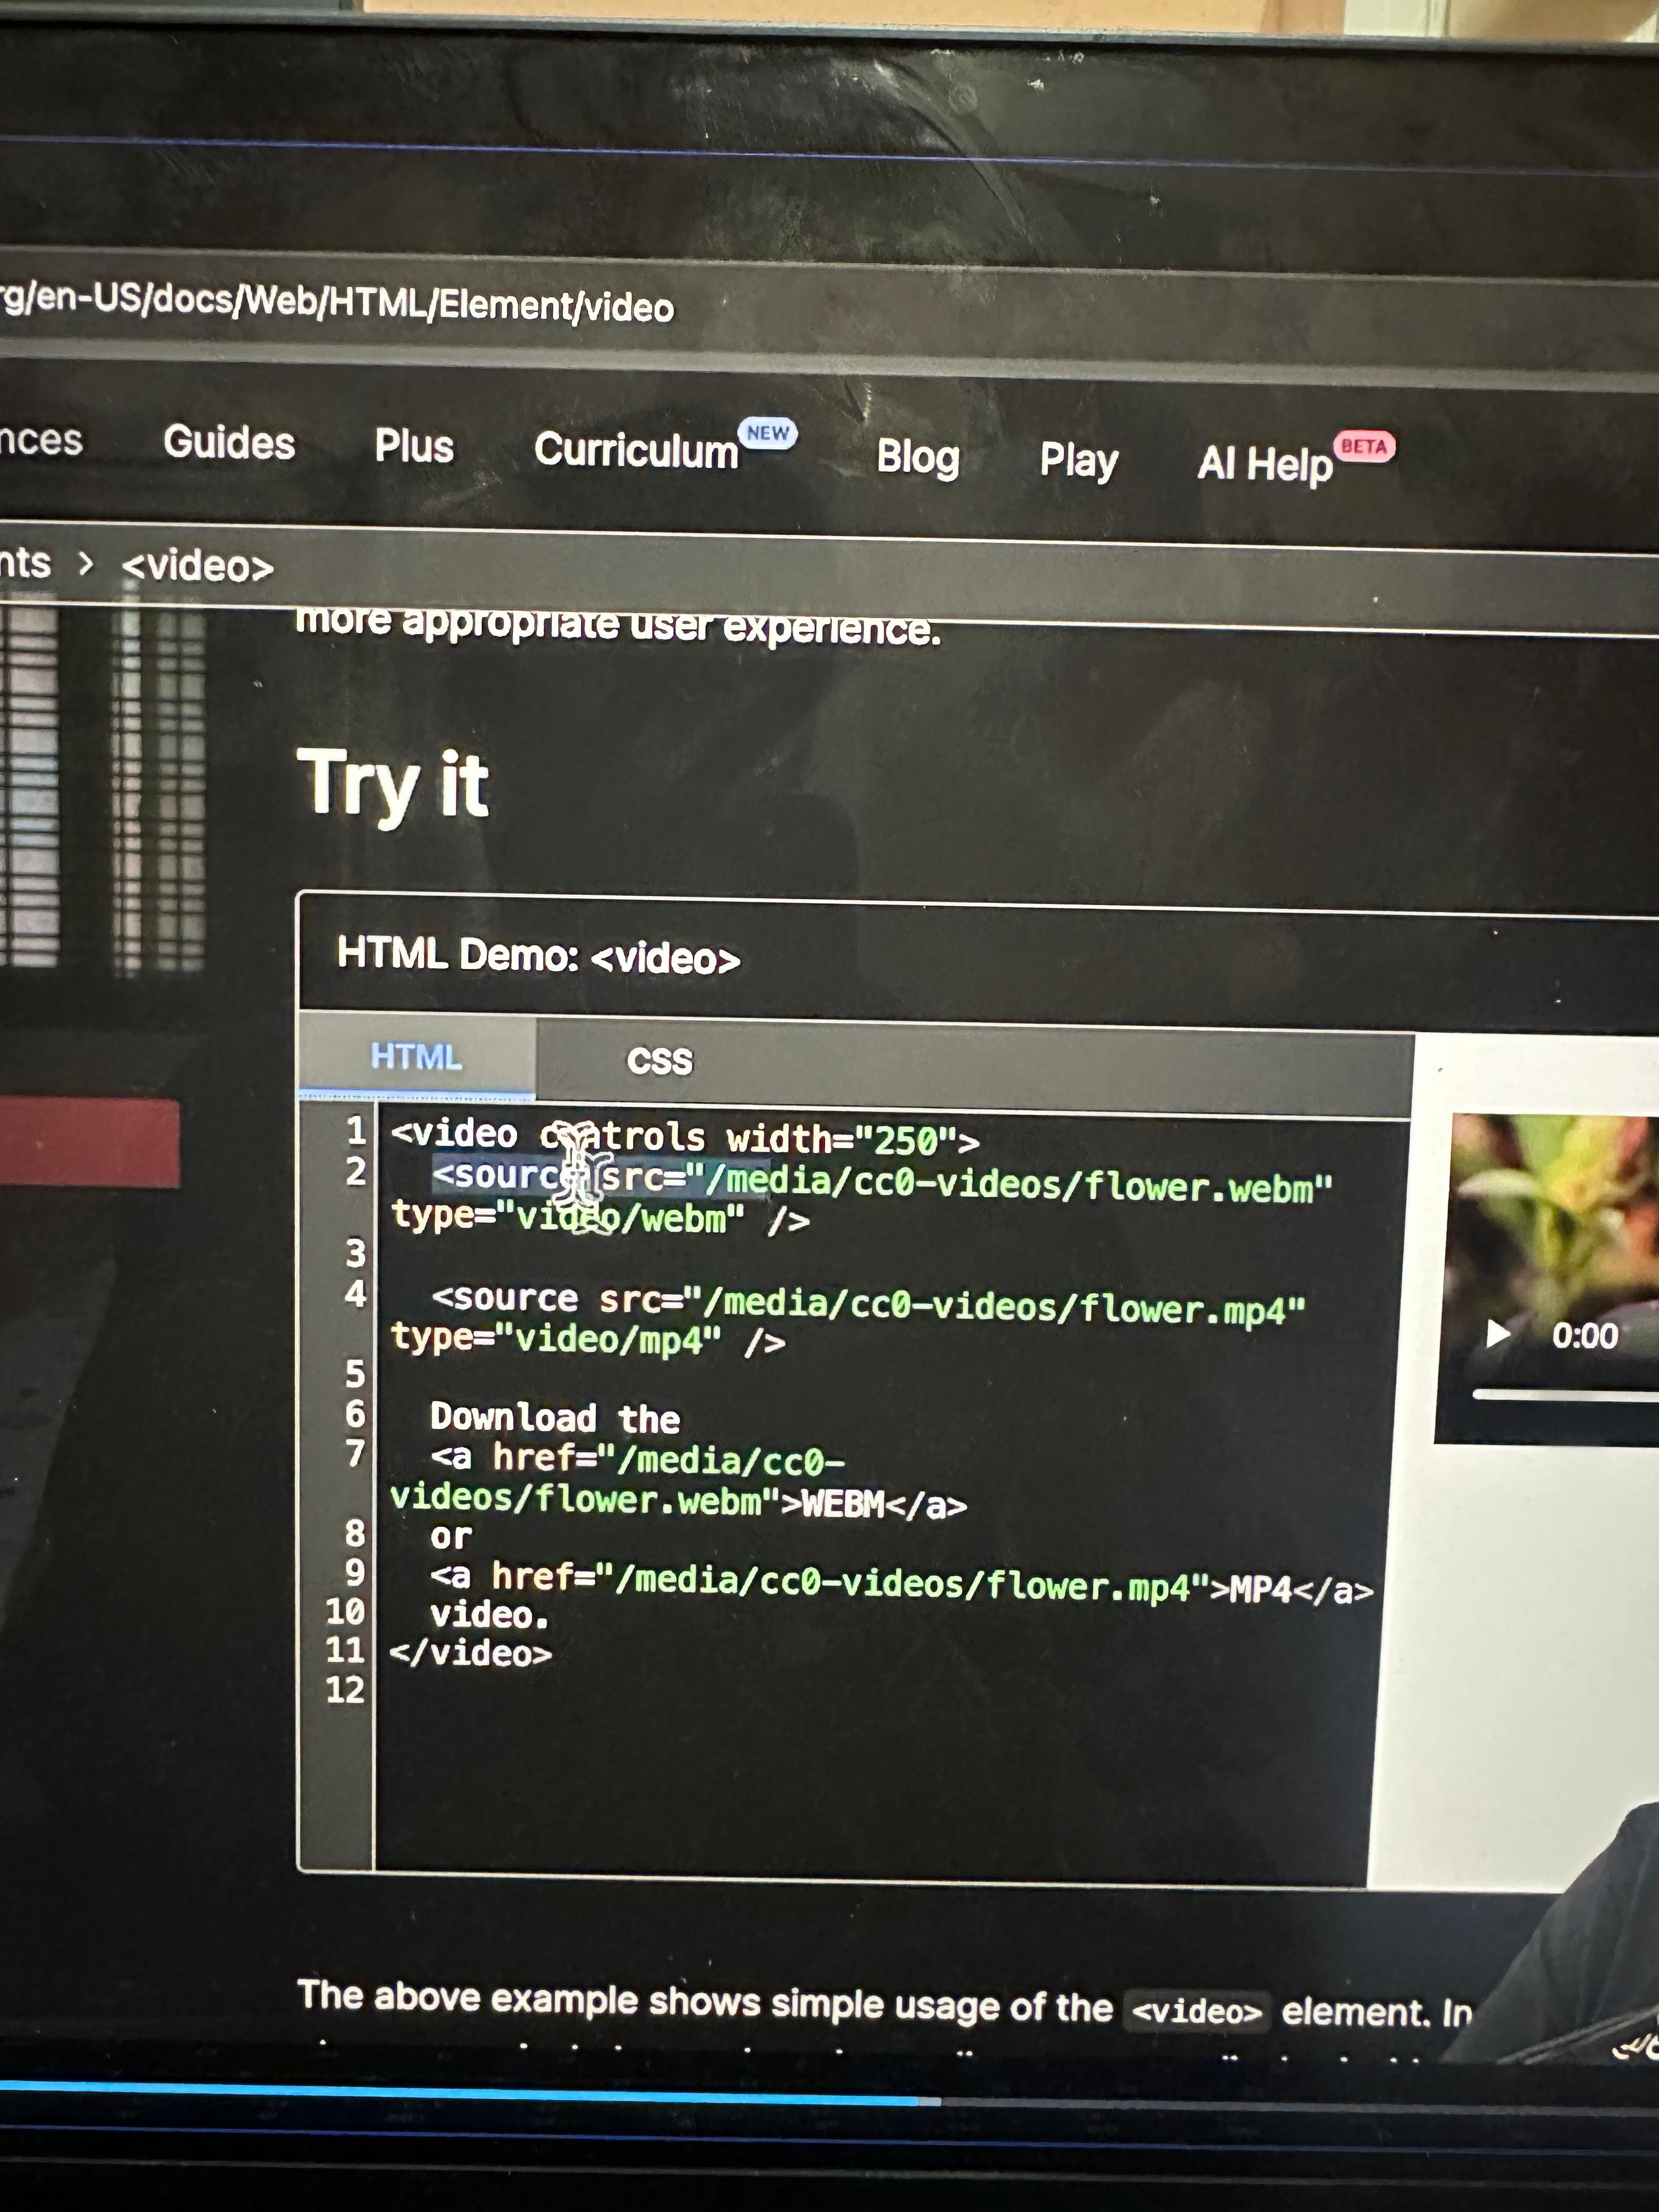 rg/en-US/docs/Web/HTML/Element/video
nces Guides Plus Curriculum NEW Blog Play AI Help BETA
nts > <video>
more appropriate user experience.
Try it
HTML Demo: <video>
HTML CSS
1 <video controls width="250">
2 <source src="/media/cc0-videos/flower.webm"
type="video/webm" />
3
4 <source src="/media/cc0-videos/flower.mp4"
type="video/mp4" />
5
6 Download the
7 <a href="/media/cc0-
videos/flower.webm">WEBM</a>
8 or
9 <a href="/media/cc0-videos/flower.mp4">MP4</a>
10 video.
11 </video>
12
0:00
The above example shows simple usage of the <video> element. In